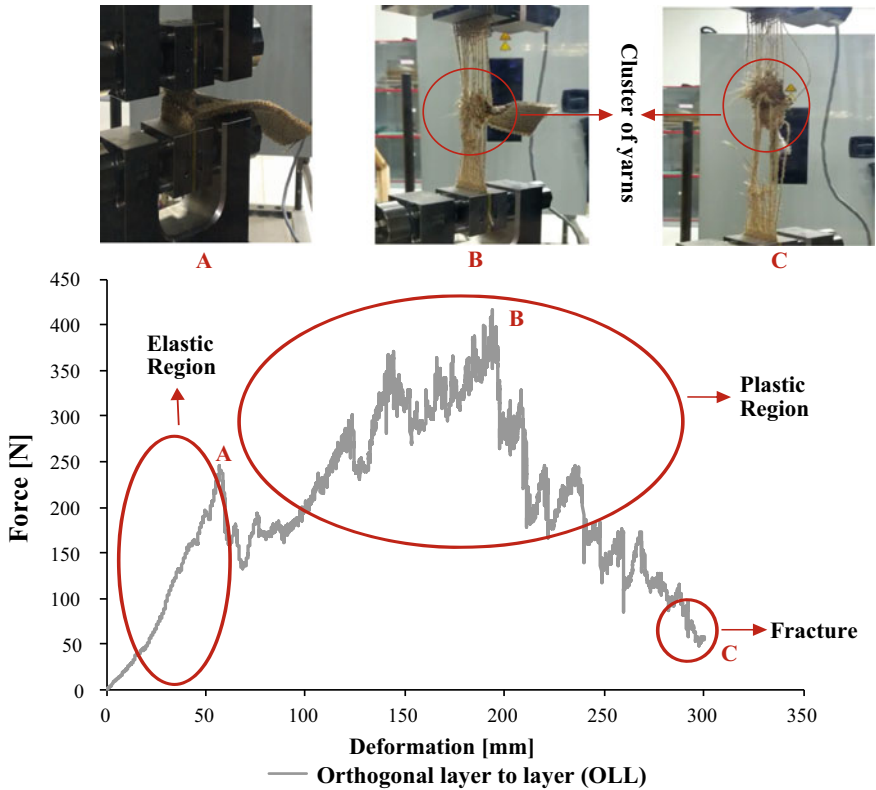 Cluster of yarns
A
B
C
450
400
350
300
250
200
150
100
50
0
Force [N]
Elastic
Region
A
B
Plastic
Region
Fracture
C
0
50
100
150
200
250
300
350
Deformation [mm]
Orthogonal layer to layer (OLL)